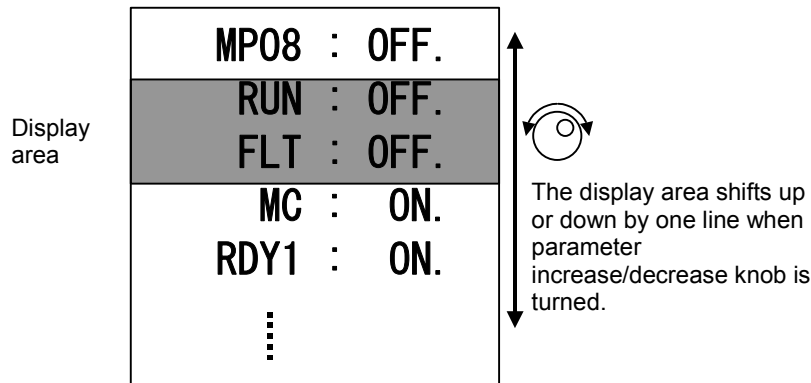 MPO8 : OFF.
RUN : OFF.
FLT : OFF.
MC : ON.
RDY1 : ON.
Display
area
The display area shifts up
or down by one line when
parameter
increase/decrease knob is
turned.